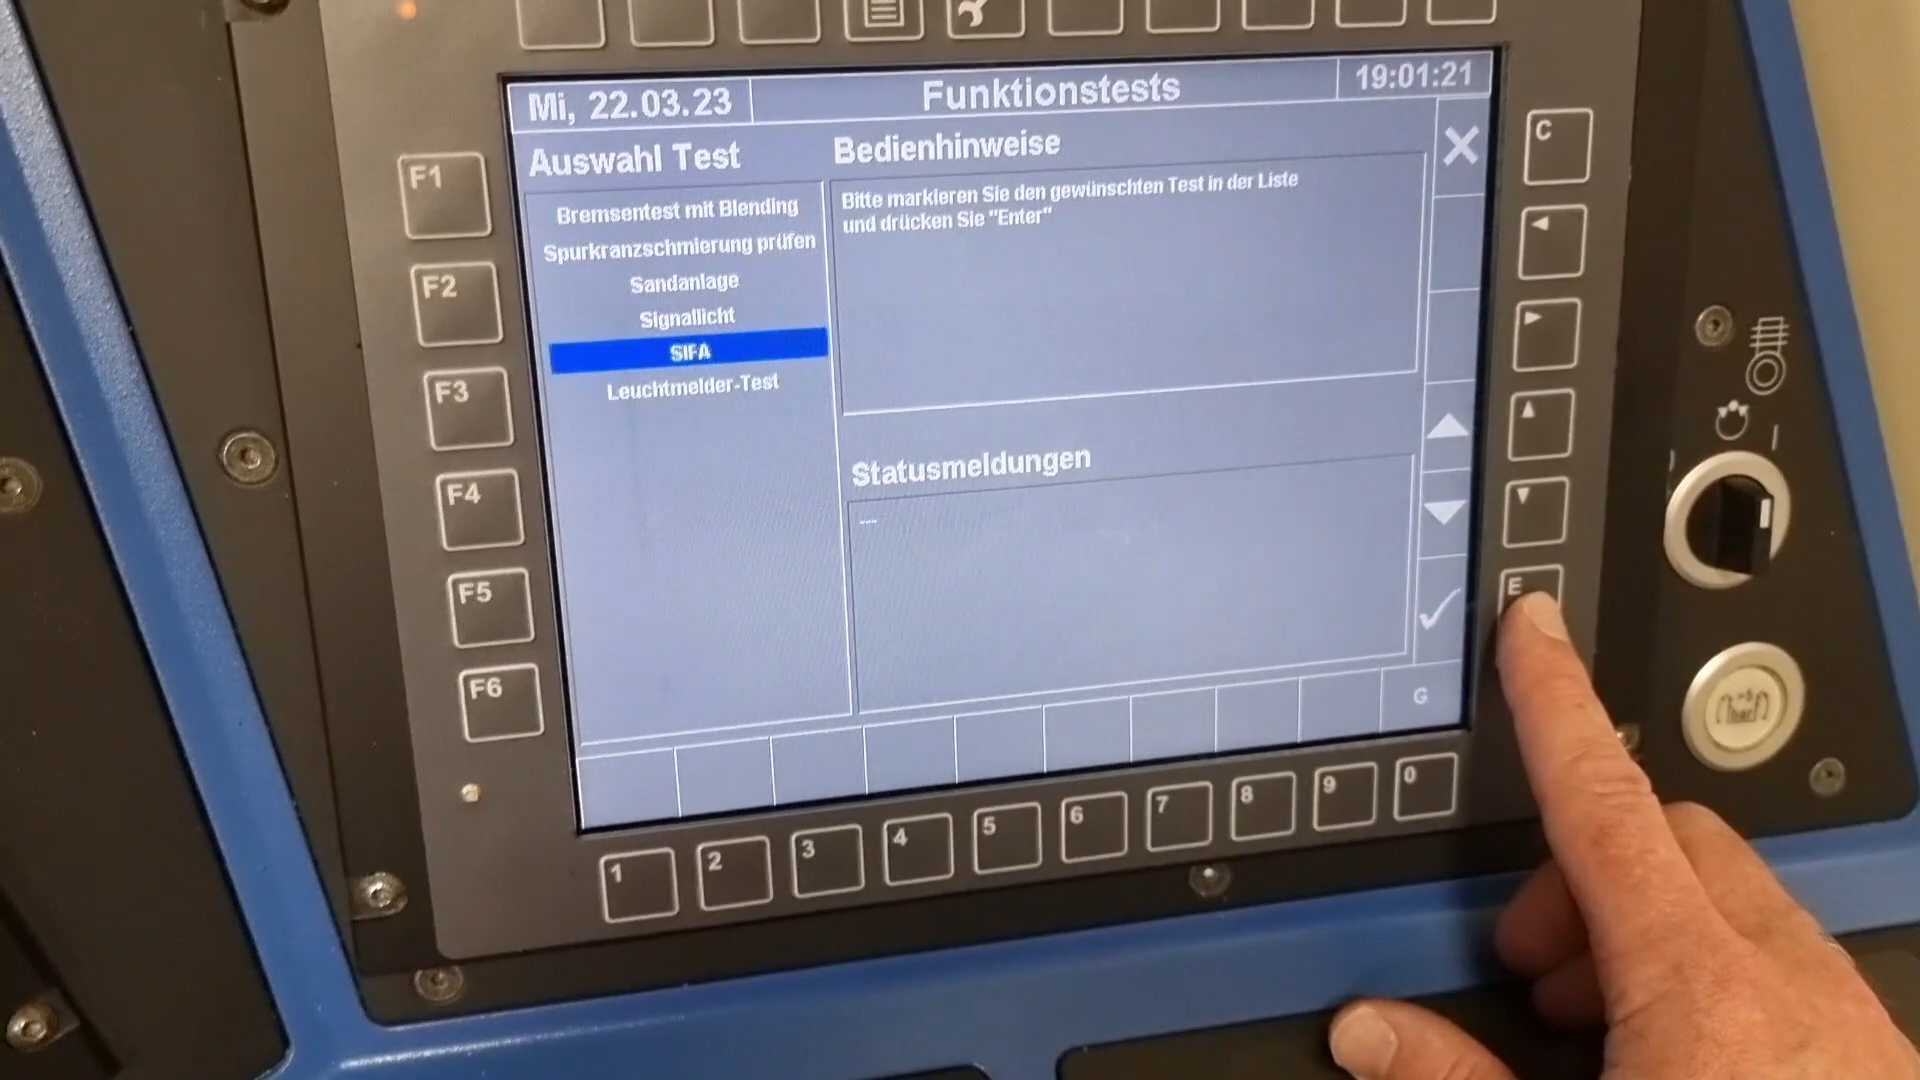 Mi, 22.03.23
Funktionstests
19:01:21
Auswahl Test
Bedienhinweise
Bremsentest mit Blending
Spurkranzschmierung prüfen
Sandanlage
Signallicht
SIFA
Leuchtmelder-Test
Bitte markieren Sie den gewünschten Test in der Liste
und drücken Sie "Enter"
Statusmeldungen
---
G
F1
F2
F3
F4
F5
F6
C
E
1
2
3
4
5
6
7
8
9
0
>5
bar